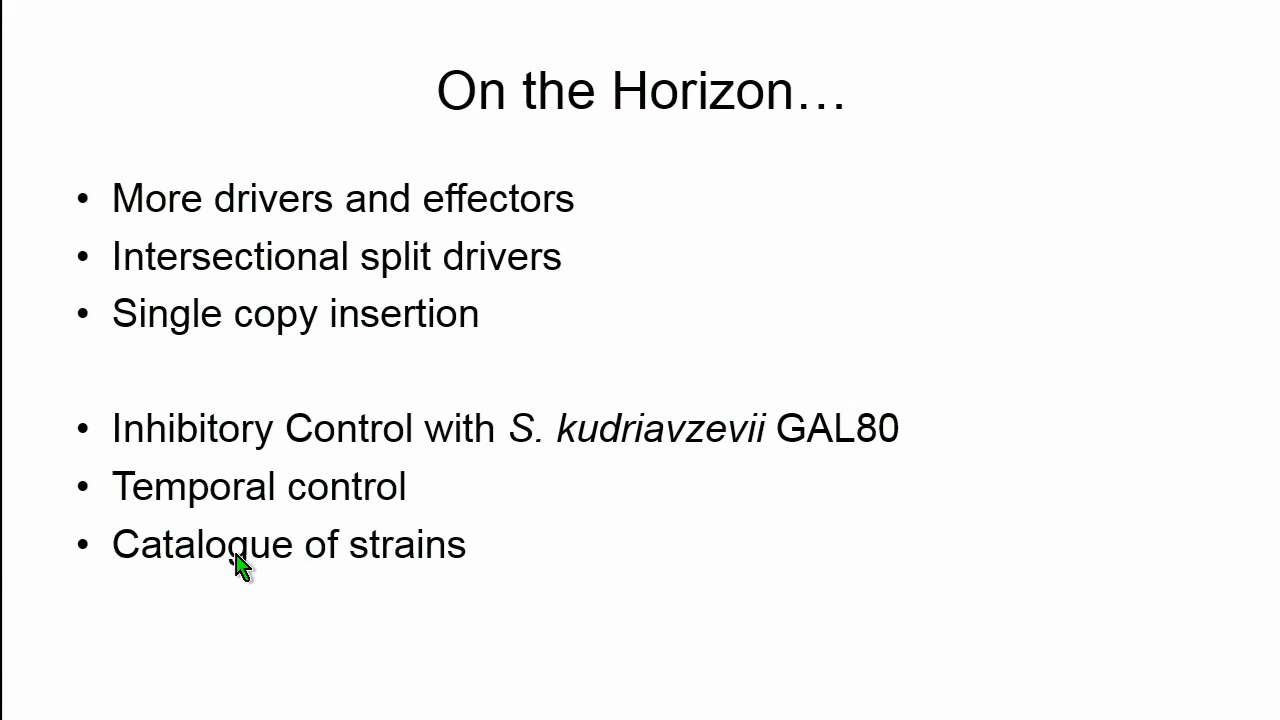 On the Horizon…
• More drivers and effectors
• Intersectional split drivers
• Single copy insertion
• Inhibitory Control with S. kudriavzevii GAL80
• Temporal control
• Catalogue of strains